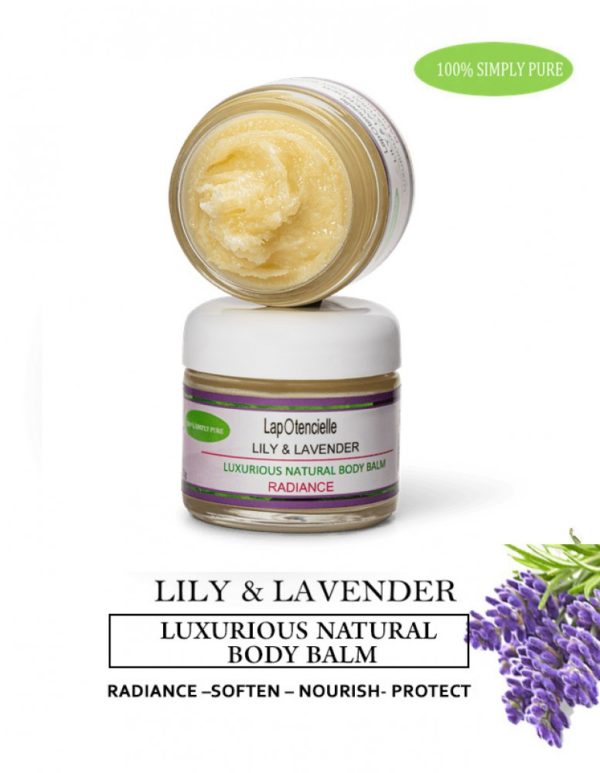 100% SIMPLY PURE
100% SIMPLY PURE
LapOtencielle
LILY & LAVENDER
LUXURIOUS NATURAL BODY BALM
RADIANCE
LILY & LAVENDER
LUXURIOUS NATURAL
BODY BALM
RADIANCE –SOFTEN – NOURISH- PROTECT